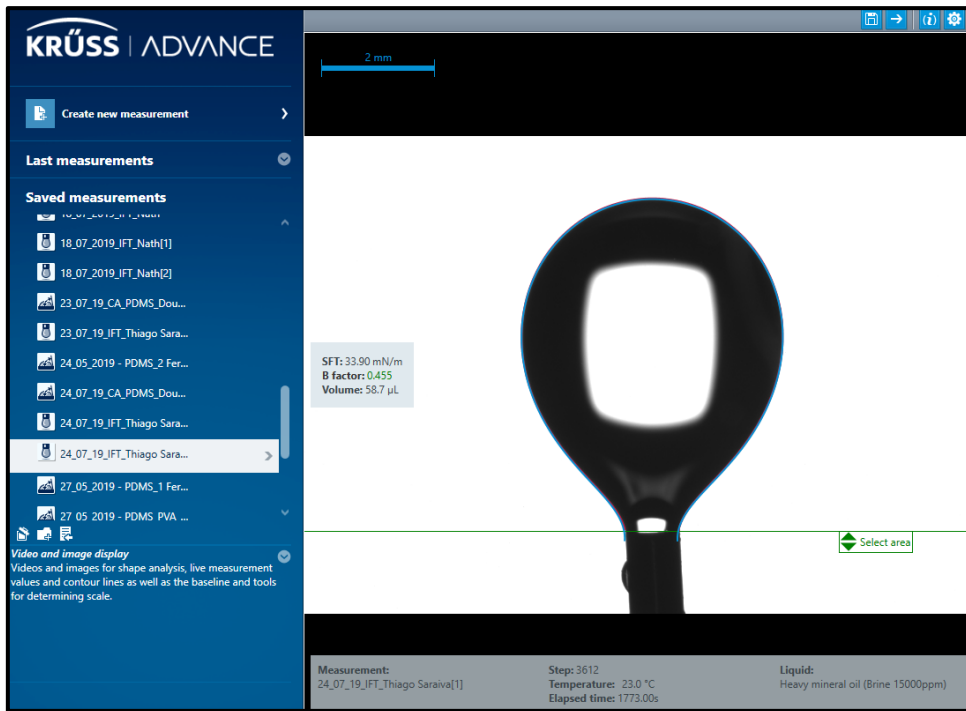 KRÜSS | ADVANCE
Create new measurement
Last measurements
Saved measurements
18_07_2019_IFT_Nath[1]
18_07_2019_IFT_Nath[2]
23_07_19_CA_PDMS_Dou...
23_07_19_IFT_Thiago Sara...
24_05_2019 - PDMS_2 Fer...
24_07_19_CA_PDMS_Dou...
24_07_19_IFT_Thiago Sara...
24_07_19_IFT_Thiago Sara...
27_05_2019 - PDMS_1 Fer...
27 05 2019 - PDMS PVA ...
Video and image display
Videos and images for shape analysis, live measurement
values and contour lines as well as the baseline and tools
for determining scale.
2 mm
SFT: 33.90 mN/m
B factor: 0.455
Volume: 58.7 µL
Select area
Measurement:
24_07_19_IFT_Thiago Saraiva[1]
Step: 3612
Temperature: 23.0 °C
Elapsed time: 1773.00s
Liquid:
Heavy mineral oil (Brine 15000ppm)